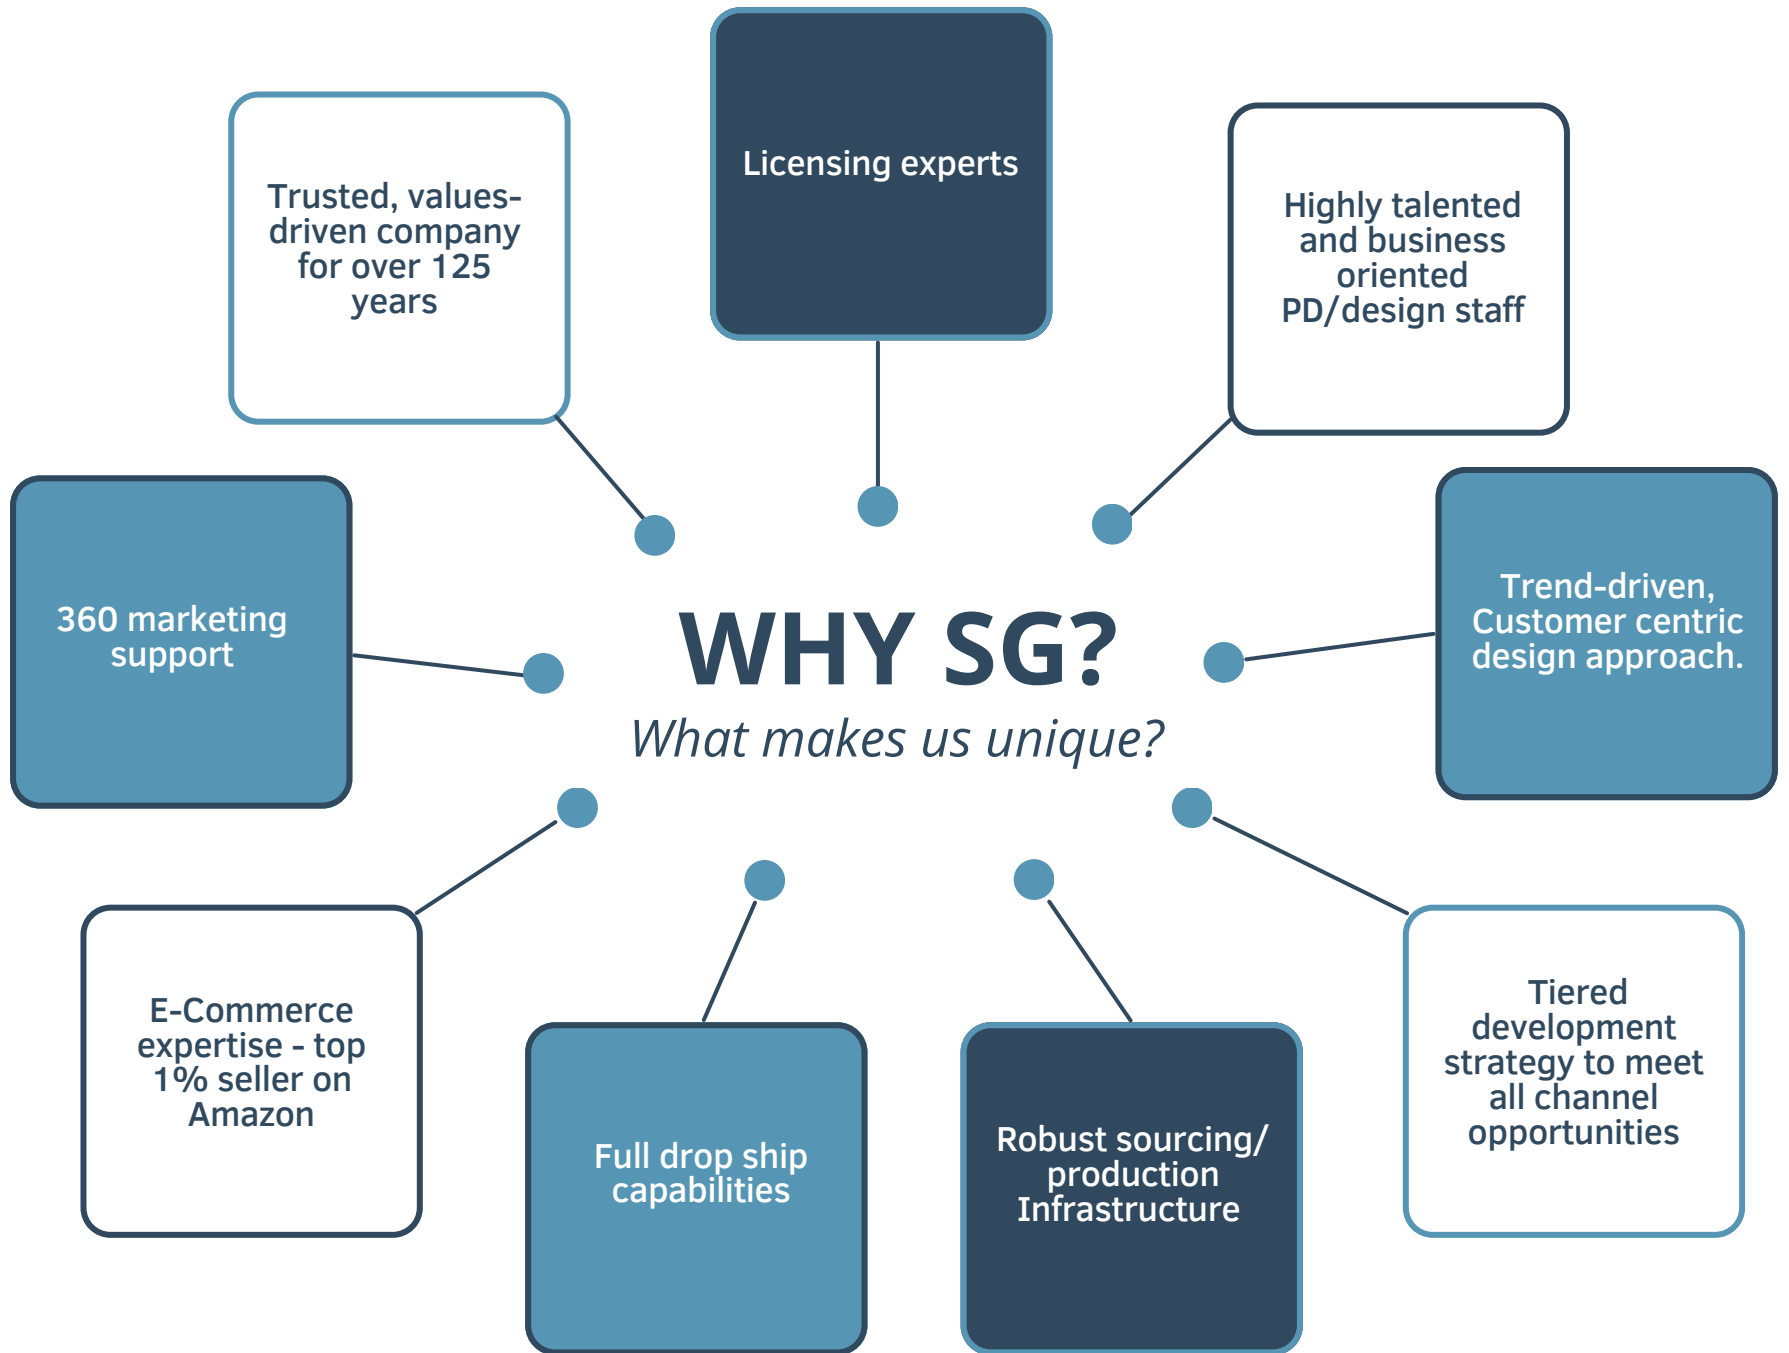 Licensing experts
Trusted, values-
driven company
for over 125
years
Highly talented
and business
oriented
PD/design staff
360 marketing
support
WHY SG?
What makes us unique?
Trend-driven,
Customer centric
design approach.
E-Commerce
expertise - top
1% seller on
Amazon
Full drop ship
capabilities
Robust sourcing/
production
Infrastructure
Tiered
development
strategy to meet
all channel
opportunities